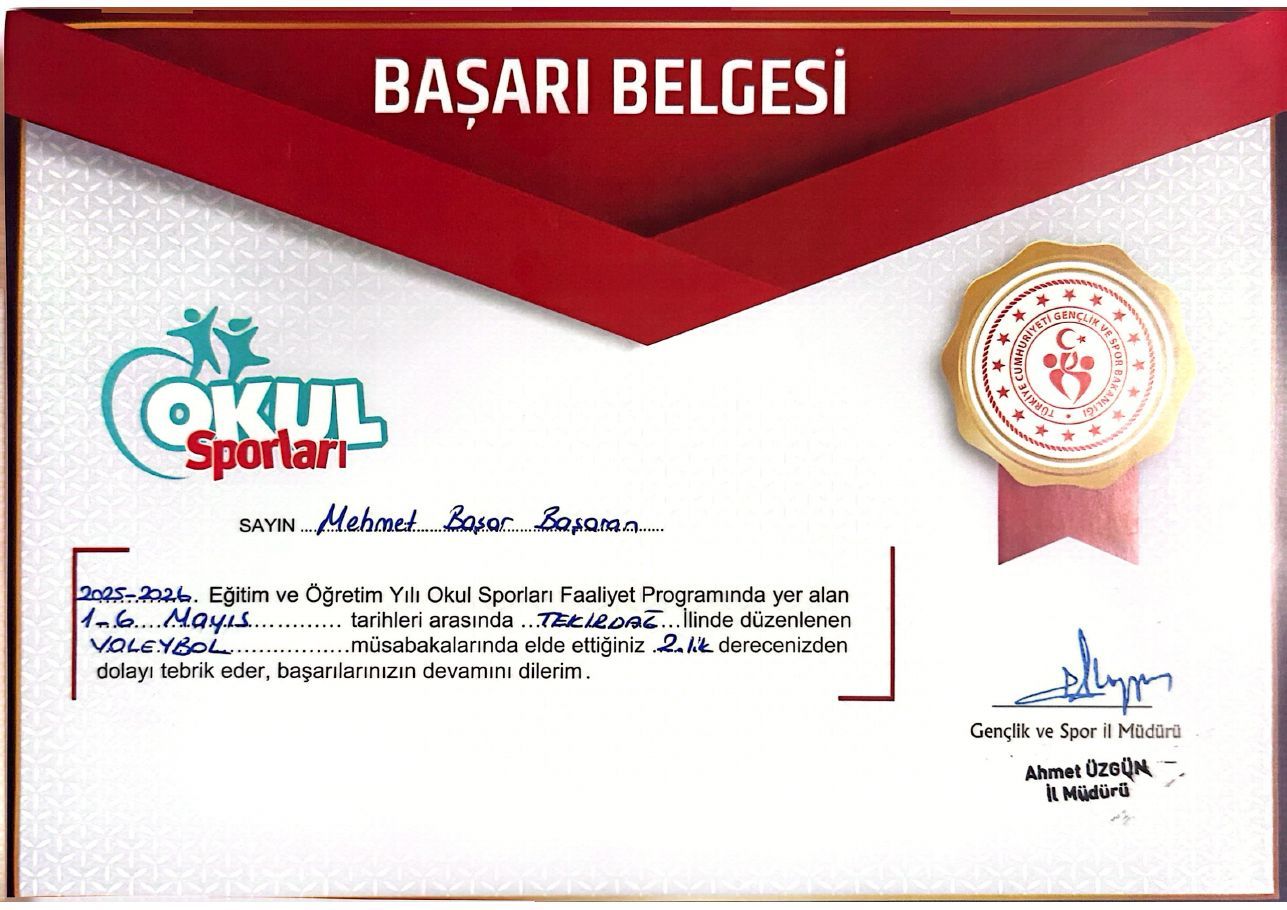 BAŞARI BELGESİ
TÜRKİYE CUMHURİYETİ GENÇLİK VE SPOR BAKANLIĞI
OKUL
Sporları
SAYIN ... Mehmet Başar Başaran ......
2025-2026. Eğitim ve Öğretim Yılı Okul Sporları Faaliyet Programında yer alan
1-6 Mayıs ............ tarihleri arasında ...TEKİRDAĞ...İlinde düzenlenen
VOLEYBOL..................müsabakalarında elde ettiğiniz .2.lik derecenizden
dolayı tebrik eder, başarılarınızın devamını dilerim.
Gençlik ve Spor il Müdürü
Ahmet ÜZGÜN
İl Müdürü